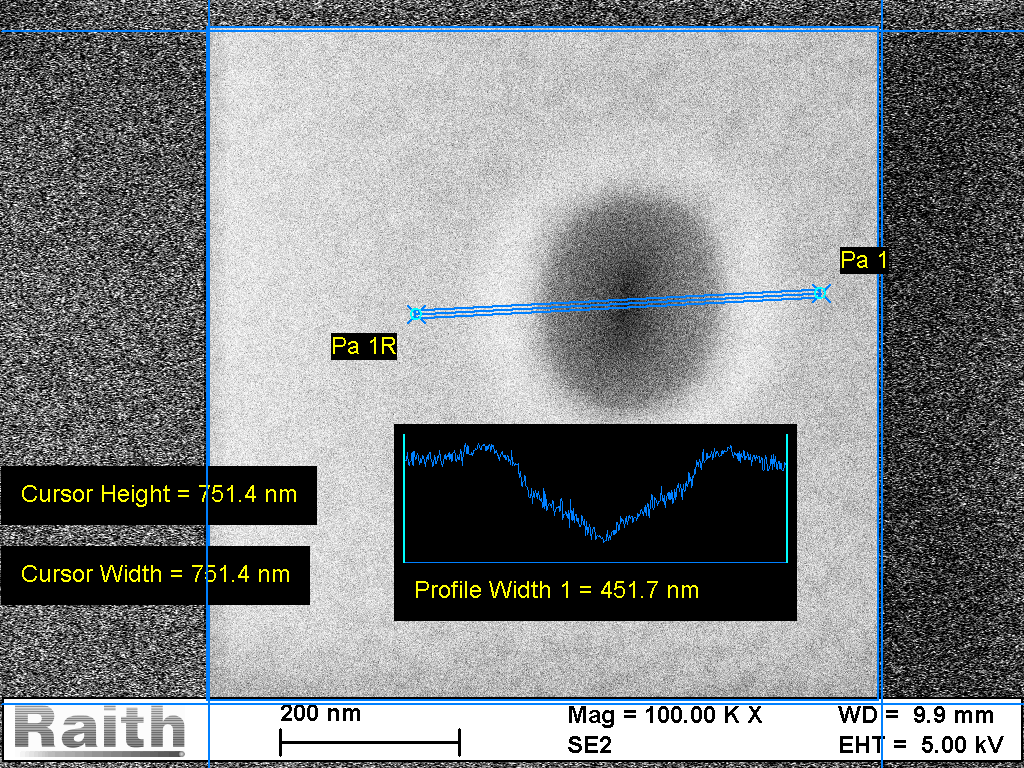 Pa 1
Pa 1R
Cursor Height = 751.4 nm
Cursor Width = 751.4 nm
Profile Width 1 = 451.7 nm
Raith
200 nm
Mag = 100.00 K X
WD = 9.9 mm
SE2
EHT = 5.00 kV